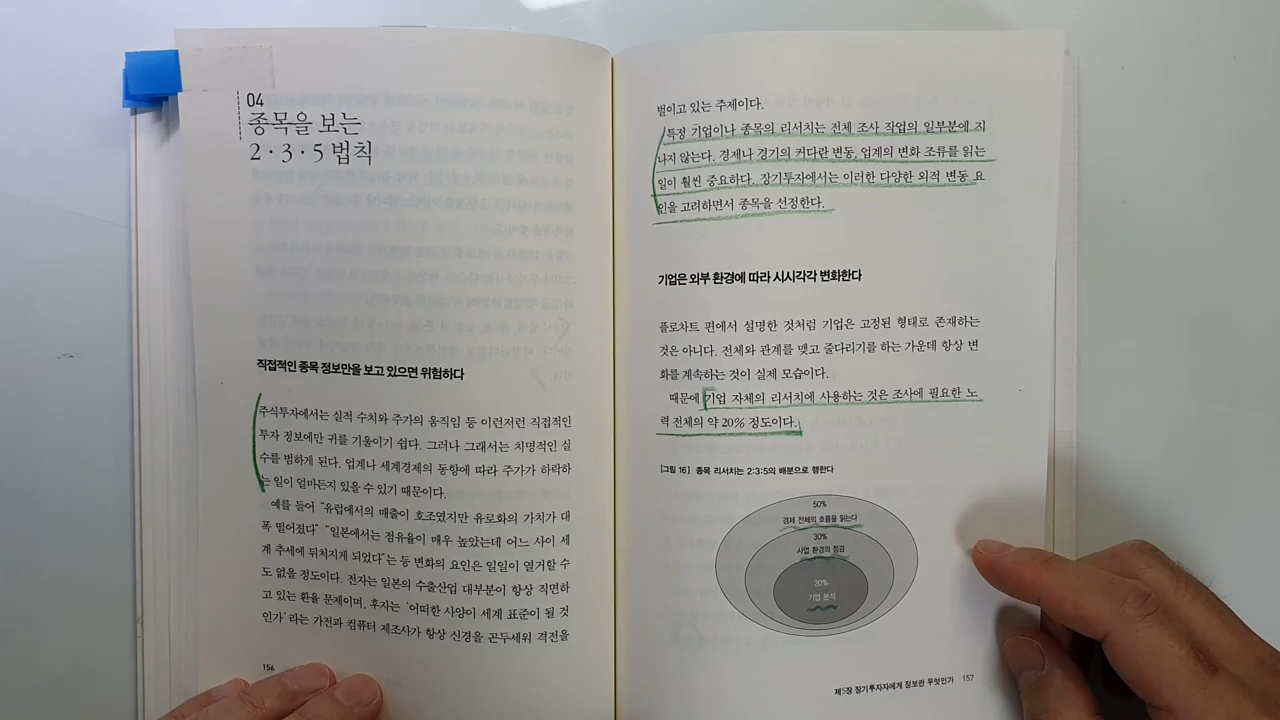 04
종목을 보는
2·3·5 법칙
직접적인 종목 정보만을 보고 있으면 위험하다
주식투자에서는 실적 수치와 주가의 움직임 등 이런저런 직접적인
투자 정보에만 귀를 기울이기 쉽다. 그러나 그래서는 치명적인 실
수를 범하게 된다. 업계나 세계경제의 동향에 따라 주가가 하락하
는 일이 얼마든지 있을 수 있기 때문이다.
예를 들어 “유럽에서의 매출이 호조였지만 유로화의 가치가 대
폭 떨어졌다” “일본에서는 점유율이 매우 높았는데 어느 사이 세
계 추세에 뒤처지게 되었다”는 등 변화의 요인은 일일이 열거할 수
도 없을 정도다. 전자는 일본의 수출산업 대부분이 항상 직면하
고 있는 환율 문제이며, 후자는 ‘어떠한 사양이 세계 표준이 될 것
인가’라는 가전과 컴퓨터 제조사가 항상 신경을 곤두세워 격전을
156
벌이고 있는 주제이다.
특정 기업이나 종목의 리서치는 전체 조사 작업의 일부분에 지
나지 않는다. 경제나 경기의 커다란 변동, 업계의 변화 조류를 읽는
일이 훨씬 중요하다. 장기투자에서는 이러한 다양한 외적 변동 요
인을 고려하면서 종목을 선정한다.
기업은 외부 환경에 따라 시시각각 변화한다
플로차트 편에서 설명한 것처럼 기업은 고정된 형태로 존재하는
것은 아니다. 전체와 관계를 맺고 줄다리기를 하는 가운데 항상 변
화를 계속하는 것이 실제 모습이다.
때문에 기업 자체의 리서치에 사용하는 것은 조사에 필요한 노
력 전체의 약 20% 정도이다.
[그림 16] 종목 리서치는 2:3:5의 배분으로 행한다
50%
경제 전체의 흐름을 읽는다
30%
사업 환경의 점검
20%
기업 분석
제5장 장기투자자에게 정보란 무엇인가 157